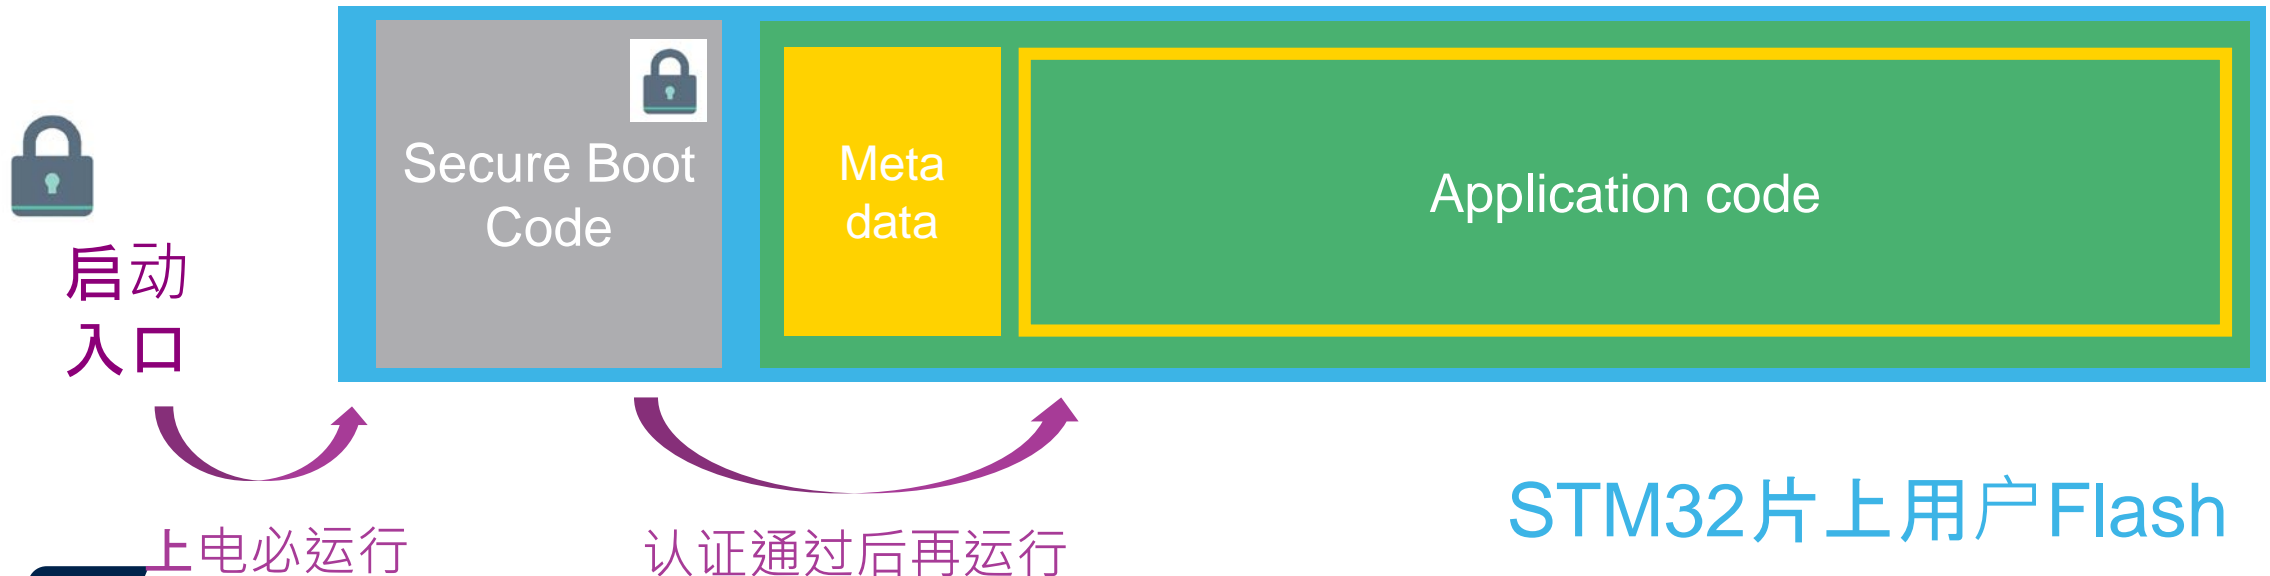 Secure Boot
Code
Meta
data
Application code
启动
入口
上电必运行
认证通过后再运行
STM32片上用户Flash